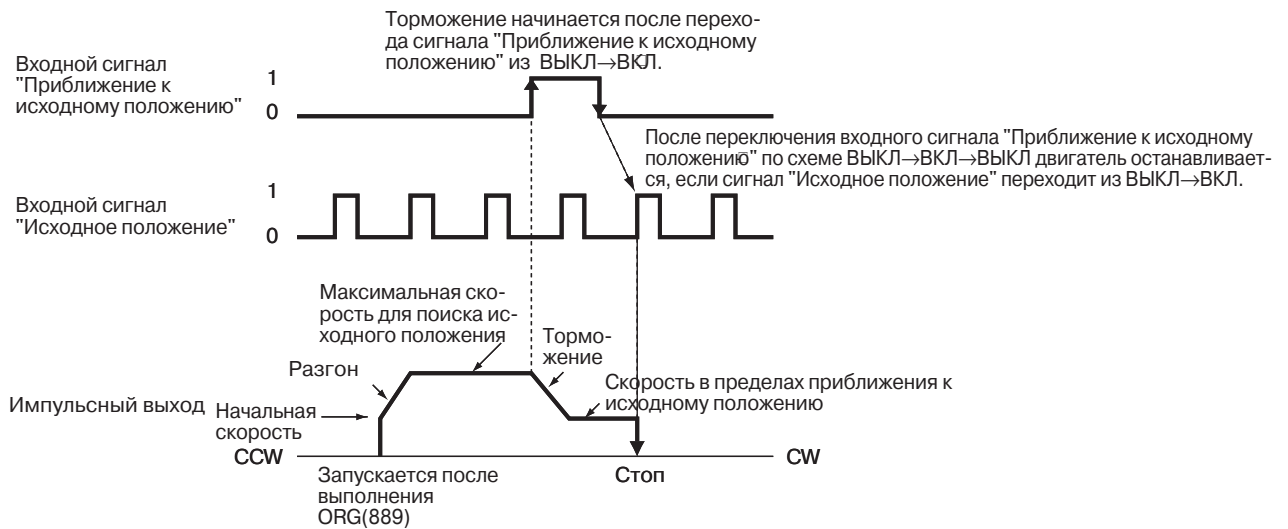 Торможение начинается после перехо-
да сигнала "Приближение к исходному
положению" из ВЫКЛ→ВКЛ.
Входной сигнал
"Приближение к
исходному положению"
1
0
После переключения входного сигнала "Приближение к исходному
положению" по схеме ВЫКЛ→ВКЛ→ВЫКЛ двигатель останавливает-
ся, если сигнал "Исходное положение" переходит из ВЫКЛ→ВКЛ.
Входной сигнал
"Исходное положение"
1
0
Максимальная ско-
рость для поиска ис-
ходного положения
Тормо-
жение
Разгон
Скорость в пределах приближения к
исходному положению
Импульсный выход
Начальная
скорость
CCW
CW
Запускается после
выполнения
ORG(889)
Стоп